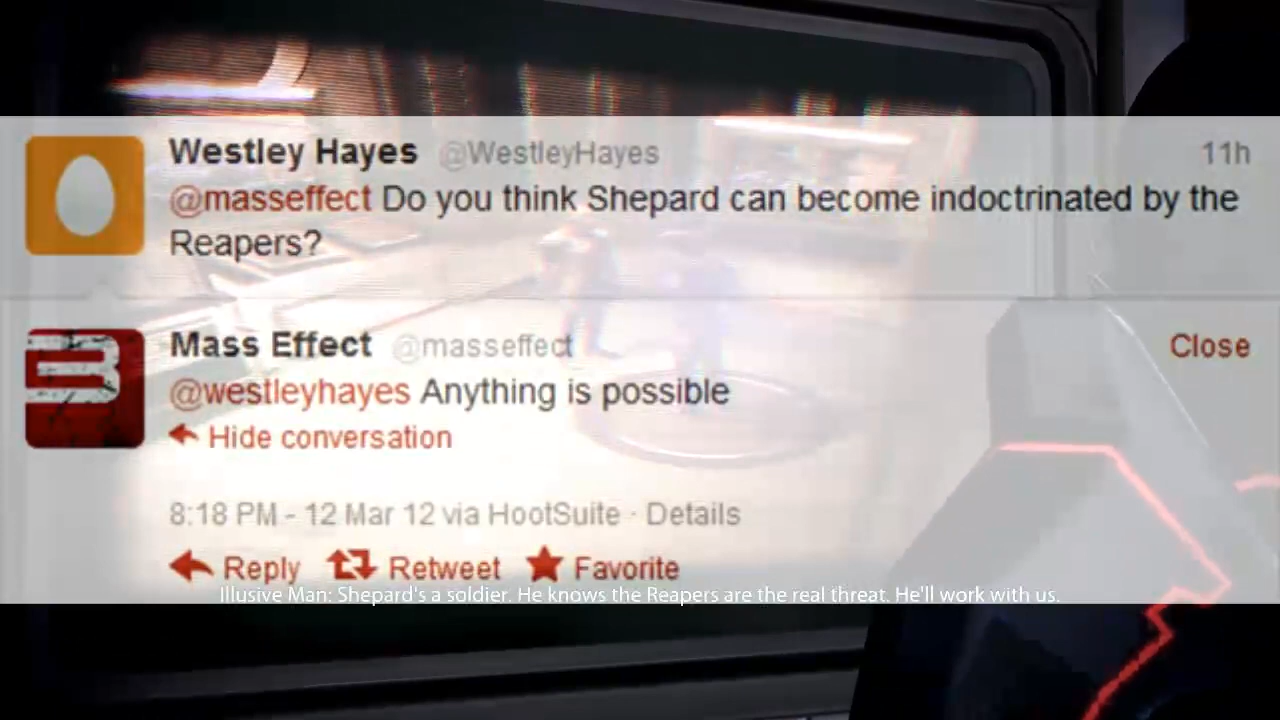 Westley Hayes @WestleyHayes 11h
@masseffect Do you think Shepard can become indoctrinated by the
Reapers?
3
Mass Effect @masseffect Close
@westleyhayes Anything is possible
Hide conversation
8:18 PM - 12 Mar 12 via HootSuite · Details
Reply Retweet Favorite
Illusive Man: Shepard's a soldier. He knows the Reapers are the real threat. He'll work with us.